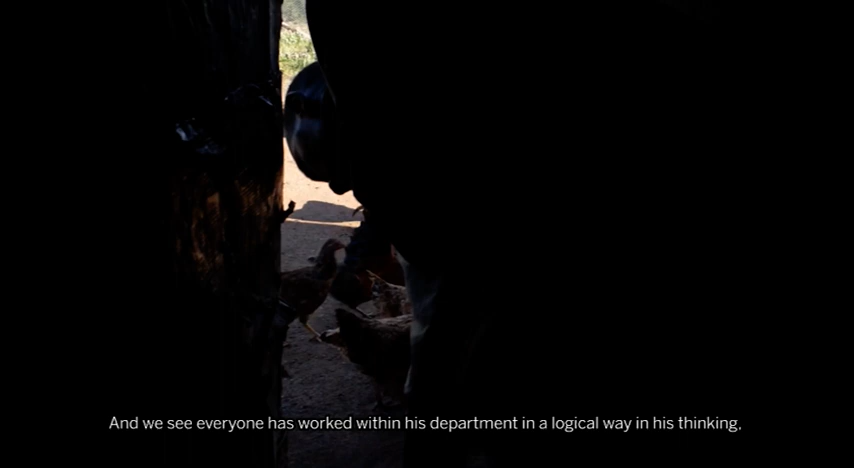 And we see everyone has worked within his department in a logical way in his thinking.